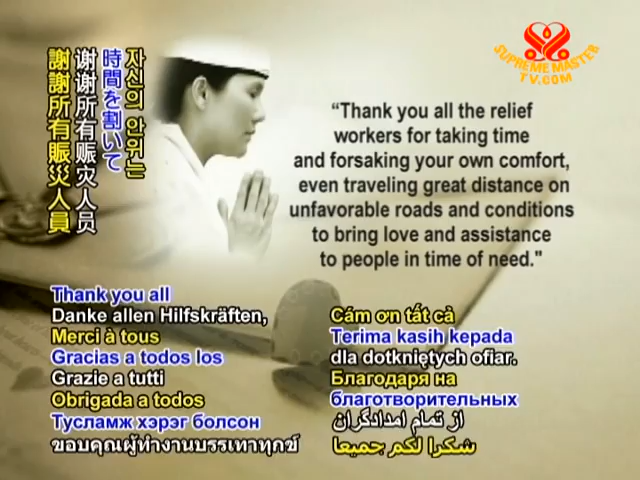 SUPREME MASTER
TV.COM
자신의 안위는
時間を割いて
谢谢所有赈灾人员
謝謝所有賑災人員
“Thank you all the relief
workers for taking time
and forsaking your own comfort,
even traveling great distance on
unfavorable roads and conditions
to bring love and assistance
to people in time of need."
Thank you all
Danke allen Hilfskräften,
Merci à tous
Gracias a todos los
Grazie a tutti
Obrigada a todos
Тусламж хэрэг болсон
ขอบคุณผู้ทำงานบรรเทาทุกข์
Cám ơn tất cả
Terima kasih kepada
dla dotkniętych ofiar.
Благодаря на
благотворительных
از تمام امدادگران
شكرا لكم جميعا